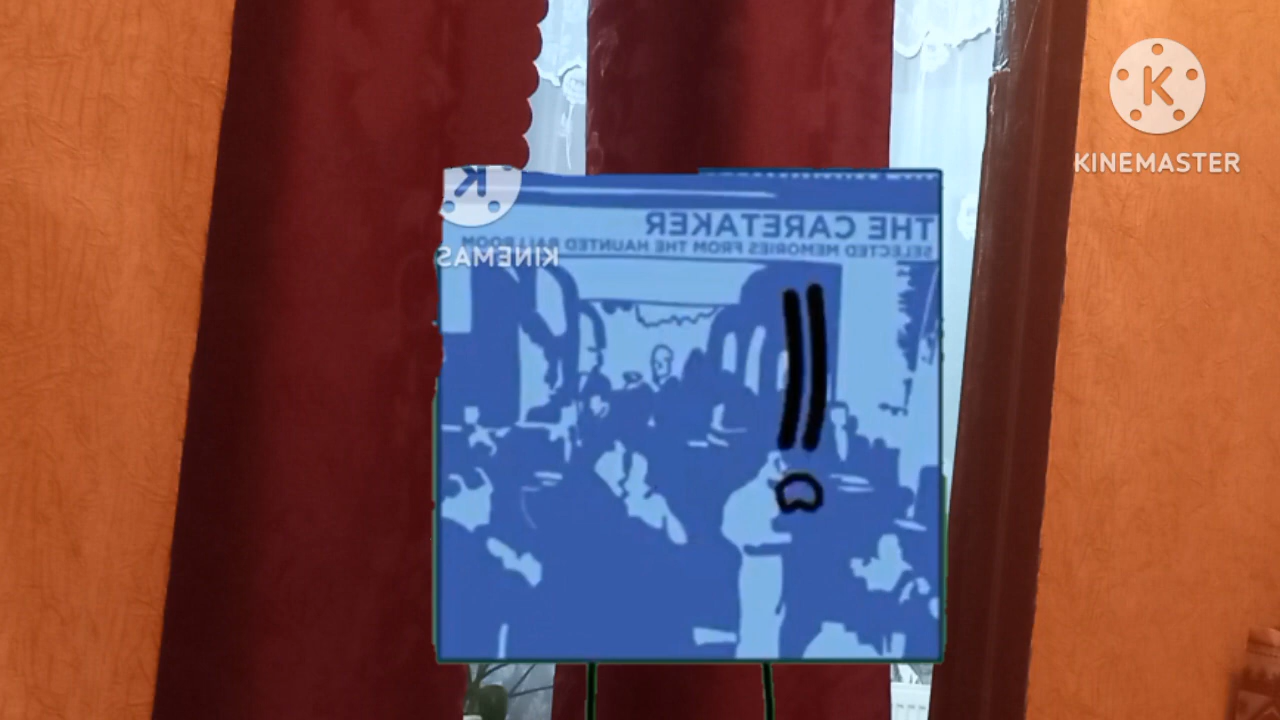 K
KINEMASTER
K
THE CARETAKER
SELECTED MEMORIES FROM THE HAUNTED BALLROOM
KINEMAS